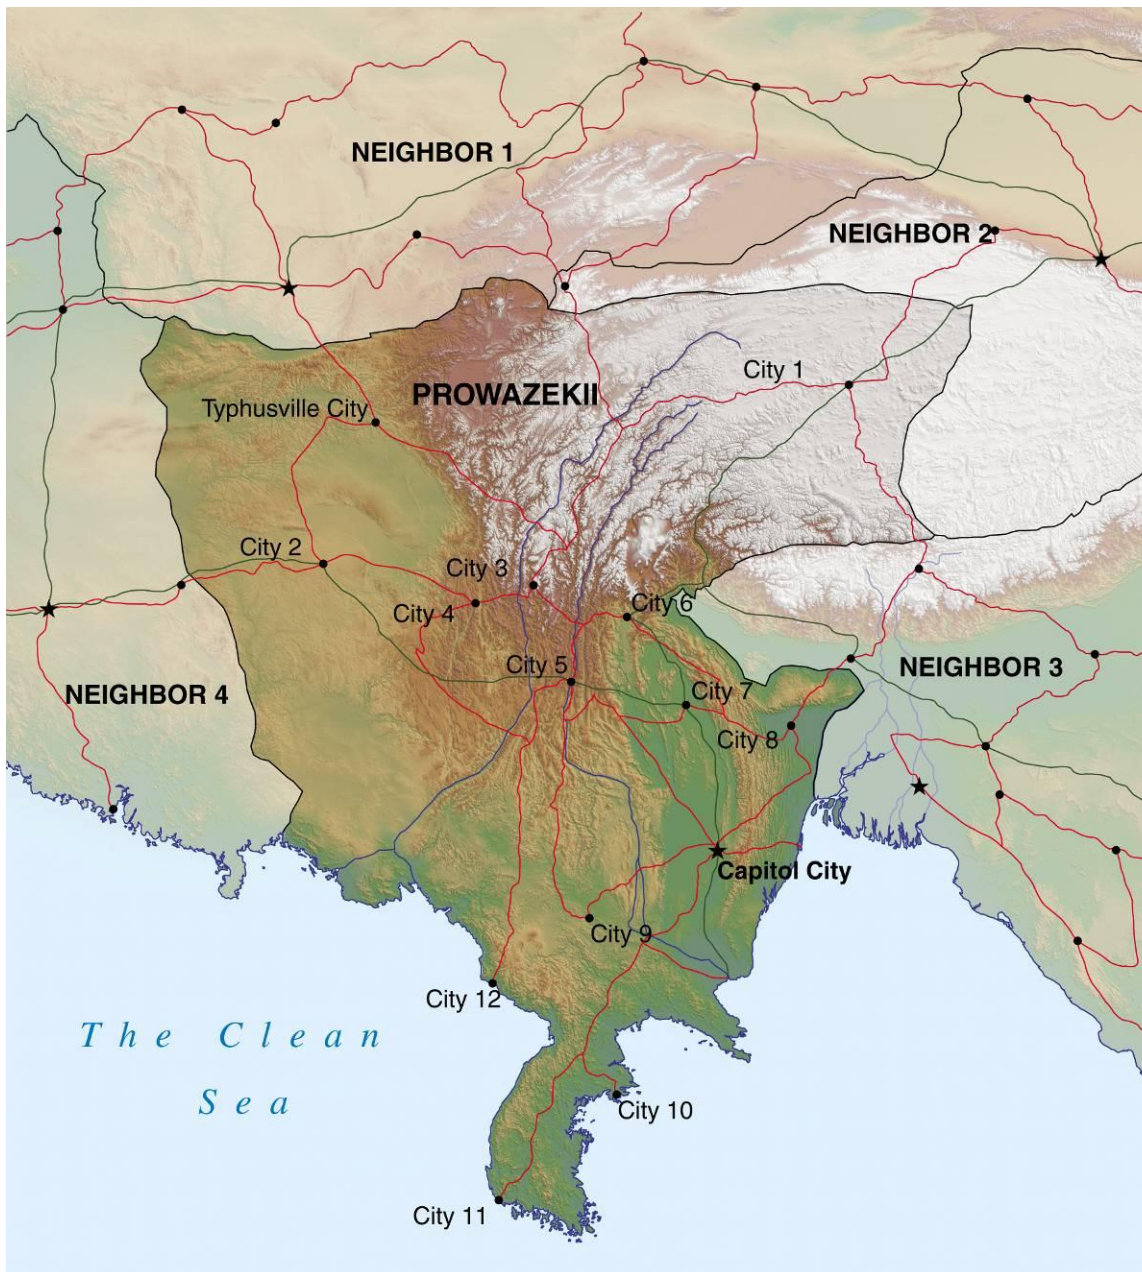 NEIGHBOR 1
NEIGHBOR 2
City 1
PROWAZEKII
Typhusville City
City 2
City 3
City 4
City 6
City 5
NEIGHBOR 3
NEIGHBOR 4
City 7
City 8
Capitol City
City 9
City 12
The Clean
Sea
City 10
City 11